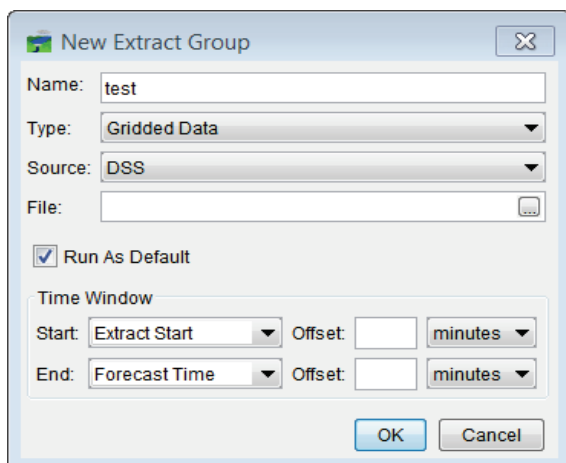 New Extract Group
Name: test
Type: Gridded Data
Source: DSS
File: ...
Run As Default
Time Window
Start: Extract Start Offset: minutes
End: Forecast Time Offset: minutes
OK Cancel